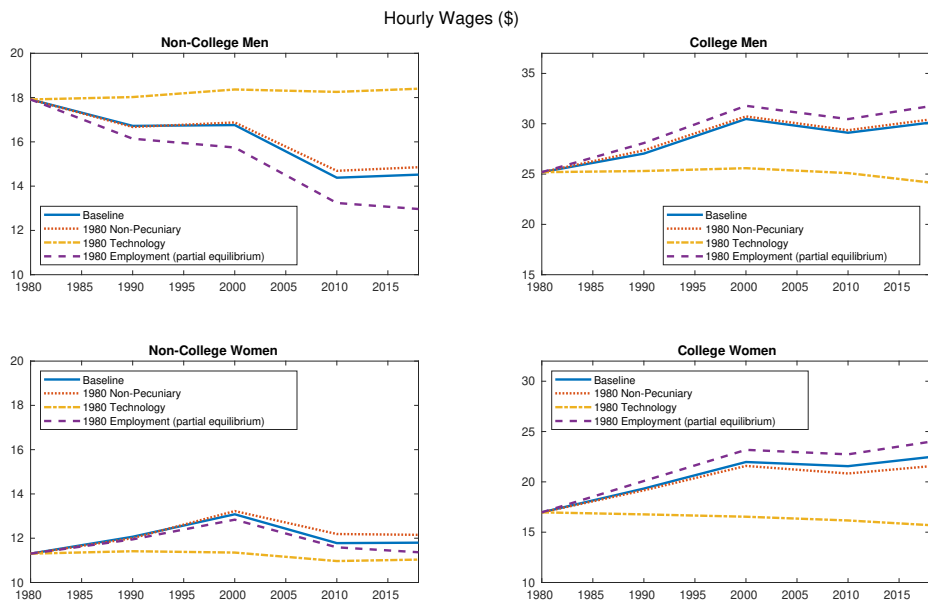 Hourly Wages ($)
Non-College Men
20
18
16
14
12
10
Baseline
1980 Non-Pecuniary
1980 Technology
1980 Employment (partial equilibrium)
1980 1985 1990 1995 2000 2005 2010 2015
College Men
35
30
25
20
15
Baseline
1980 Non-Pecuniary
1980 Technology
1980 Employment (partial equilibrium)
1980 1985 1990 1995 2000 2005 2010 2015
Non-College Women
20
18
16
14
12
10
Baseline
1980 Non-Pecuniary
1980 Technology
1980 Employment (partial equilibrium)
1980 1985 1990 1995 2000 2005 2010 2015
College Women
30
25
20
15
10
Baseline
1980 Non-Pecuniary
1980 Technology
1980 Employment (partial equilibrium)
1980 1985 1990 1995 2000 2005 2010 2015